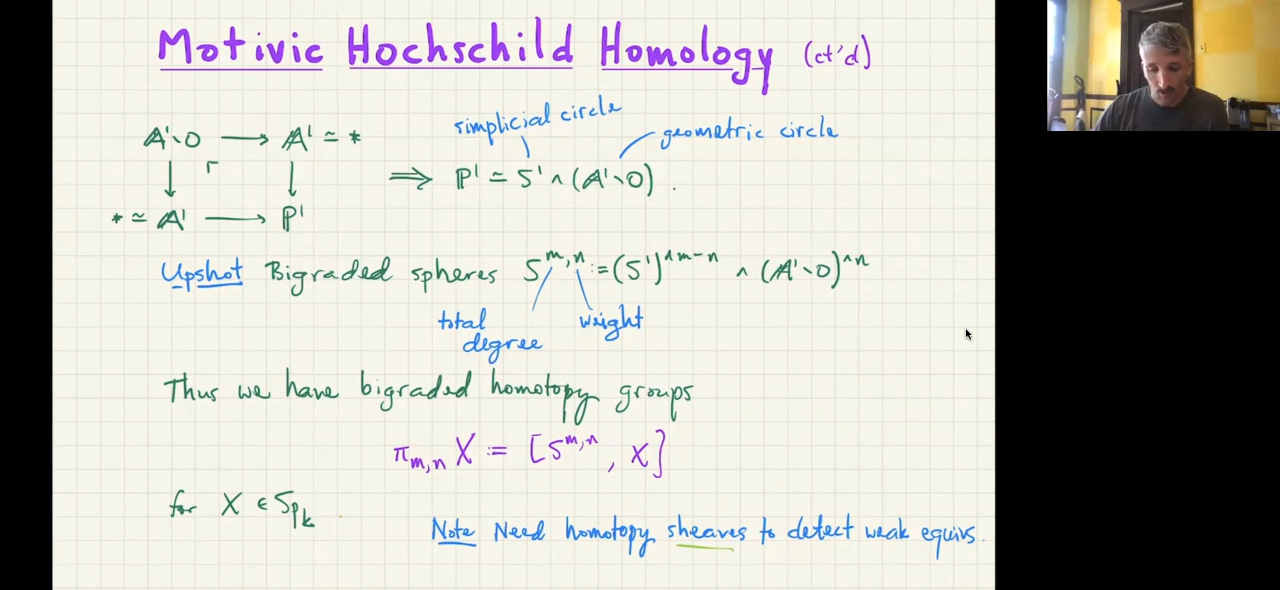 Motivic Hochschild Homology (ct'd)
simplicial circle
geometric circle
A¹∖0 ⟶ A¹ ≃ *
⟹ P¹ ≃ S¹ ∧ (A¹∖0).
* ≃ A¹ ⟶ P¹
Upshot Bigraded spheres S^{m,n} := (S¹)^{∧m-n} ∧ (A¹∖0)^{∧n}
total degree
weight
Thus we have bigraded homotopy groups
π_{m,n} X := [S^{m,n}, X]
for X ∈ Sp_k
Note Need homotopy sheaves to detect weak equivs.